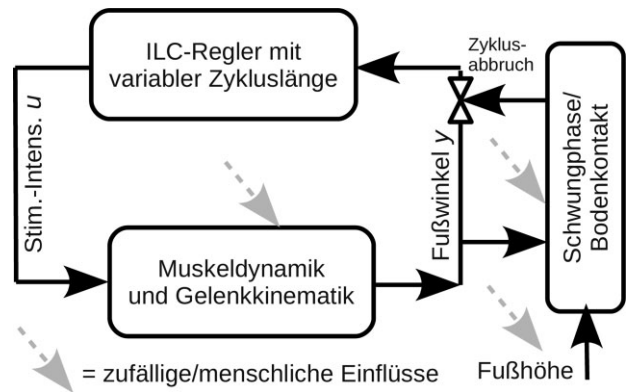 ILC-Regler mit
variabler Zykluslänge
Zyklus-
abbruch
Stim.-Intens. u
Fußwinkel y
Schwungphase/
Bodenkontakt
Muskeldynamik
und Gelenkkinematik
= zufällige/menschliche Einflüsse
Fußhöhe